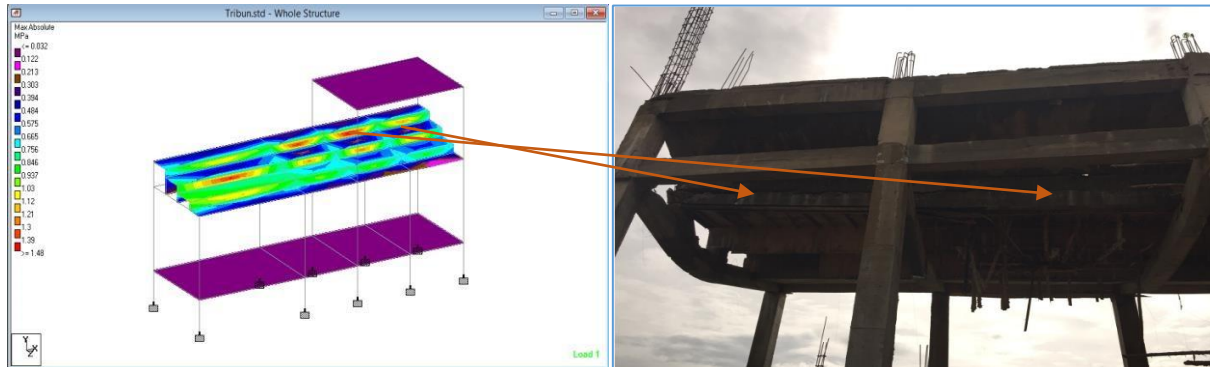 Tribun.std - Whole Structure
Max Absolute
MPa
<= 0.032
0.122
0.213
0.303
0.394
0.484
0.575
0.665
0.756
0.846
0.937
1.03
1.12
1.21
1.3
1.39
>= 1.48
Y
X
Z
Load 1